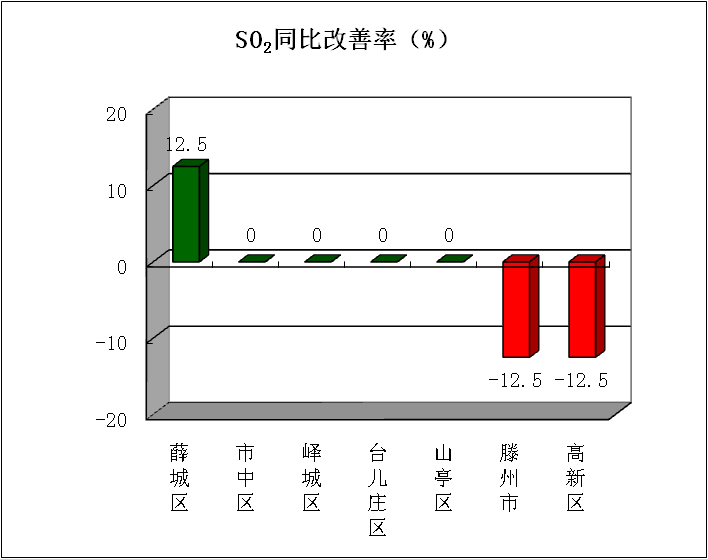 SO₂同比改善率（%）
20
10
0
-10
-20
12.5
0
0
0
0
-12.5
-12.5
薛城区
市中区
峄城区
台儿庄区
山亭区
滕州市
高新区